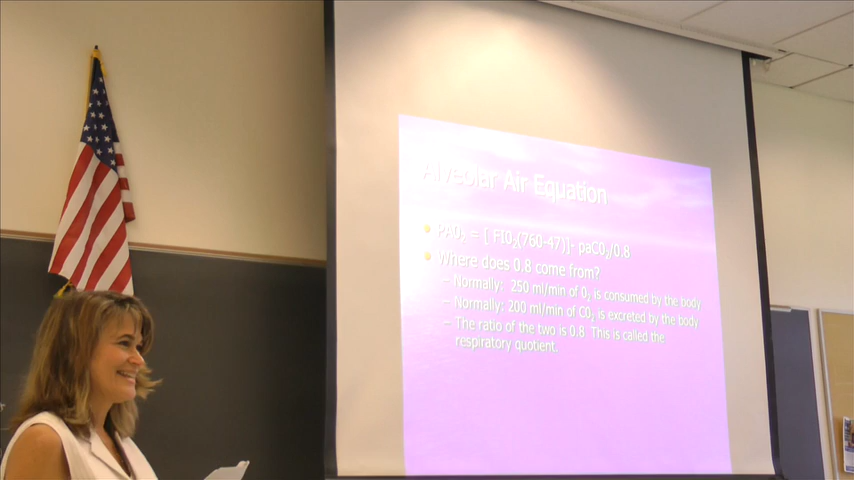 Alveolar Air Equation
PAO₂ = [ FIO₂(760-47)]- paCO₂/0.8
Where does 0.8 come from?
– Normally: 250 ml/min of O₂ is consumed by the body
– Normally: 200 ml/min of CO₂ is excreted by the body
– The ratio of the two is 0.8 This is called the
respiratory quotient.